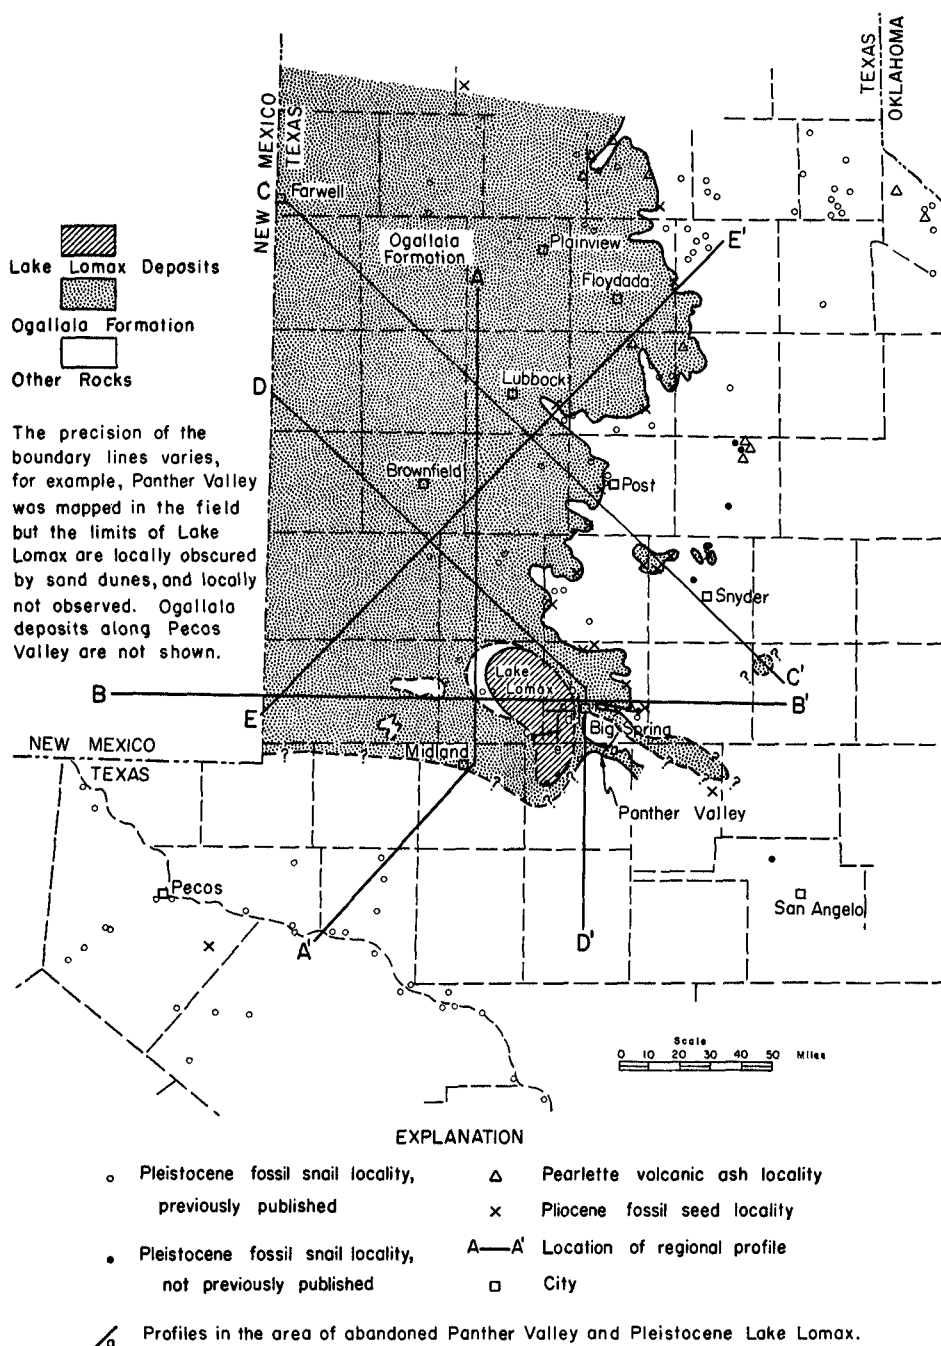 TEXAS
OKLAHOMA
NEW MEXICO
TEXAS
C
Farwell
Ogallala
Formation
Plainview
E'
A
Floydada
Lake Lomax Deposits
Ogallala Formation
Other Rocks
D
Lubbock
The precision of the
boundary lines varies,
for example, Panther Valley
was mapped in the field
but the limits of Lake
Lomax are locally obscured
by sand dunes, and locally
not observed. Ogallala
deposits along Pecos
Valley are not shown.
Brownfield
Post
Snyder
? 
?
C'
Lake
Lomax
B
B'
E
Big Spring
NEW MEXICO
TEXAS
Midland
? ? ? ? ? ? ? ?
Panther Valley
Pecos
San Angelo
A'
D'
Scale
0 10 20 30 40 50 Miles
EXPLANATION
Pleistocene fossil snail locality,
previously published
Pleistocene fossil snail locality,
not previously published
Pearlette volcanic ash locality
× Pliocene fossil seed locality
A—A' Location of regional profile
City
Profiles in the area of abandoned Panther Valley and Pleistocene Lake Lomax.